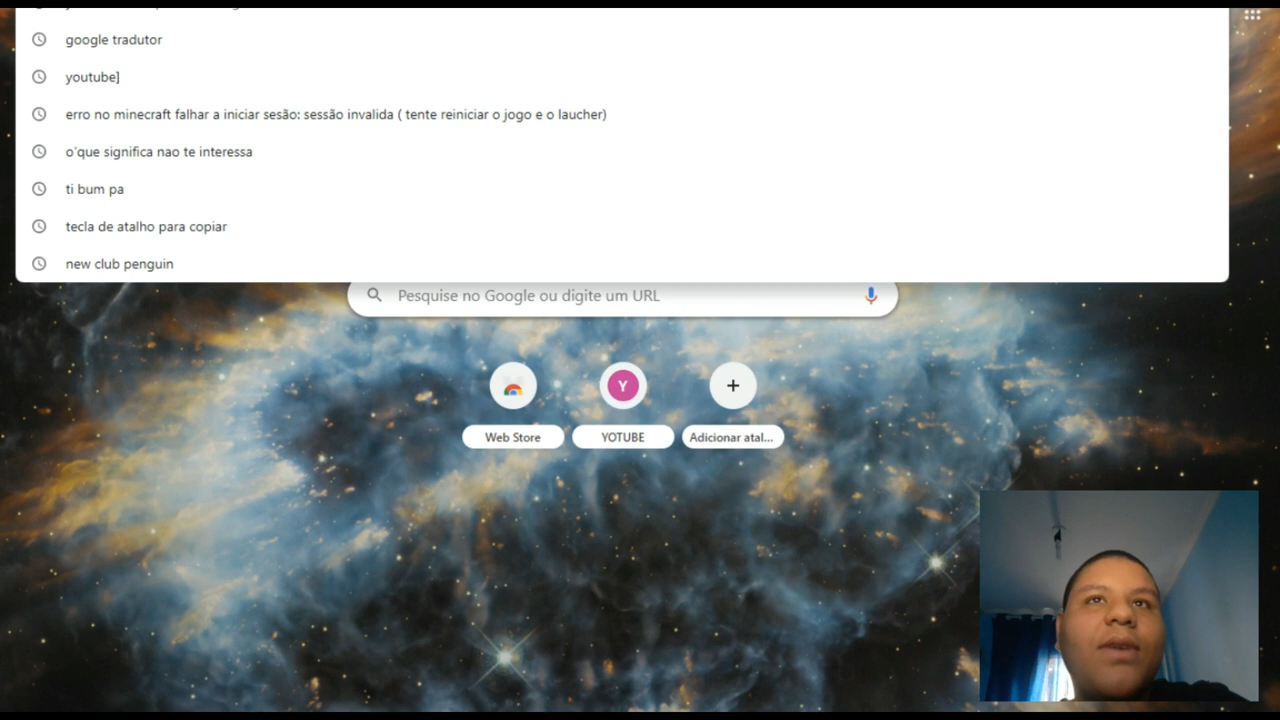 google tradutor
youtube]
erro no minecraft falhar a iniciar sesão: sessão invalida ( tente reiniciar o jogo e o laucher)
o'que significa nao te interessa
ti bum pa
tecla de atalho para copiar
new club penguin
Pesquise no Google ou digite um URL
Y
Web Store
YOTUBE
Adicionar atal...